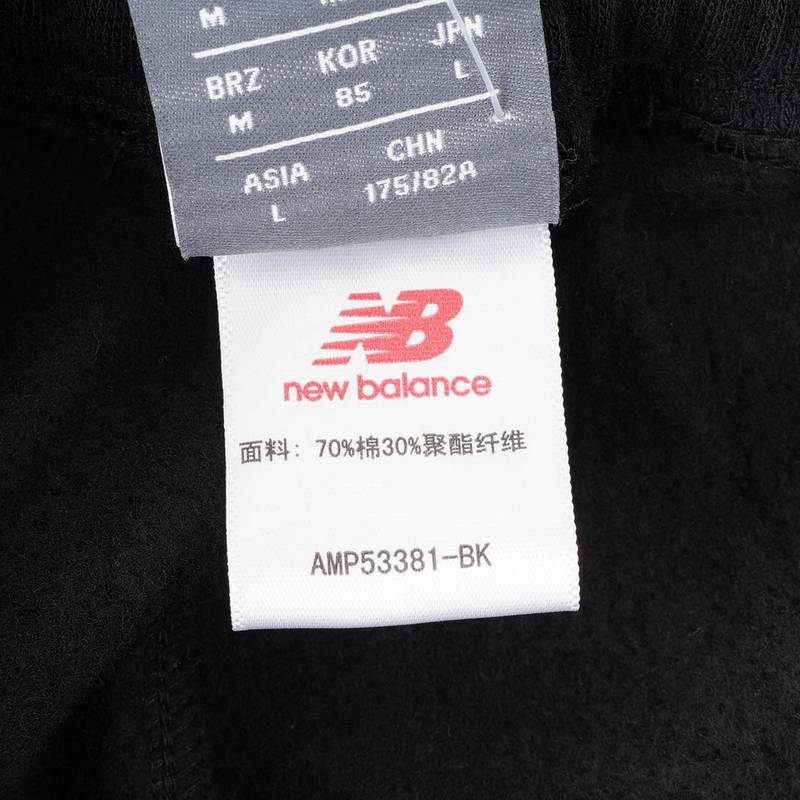 M
BRZ KOR JPN
M 85 L
ASIA CHN
L 175/82A
NB
new balance
面料: 70%棉30%聚酯纤维
AMP53381-BK